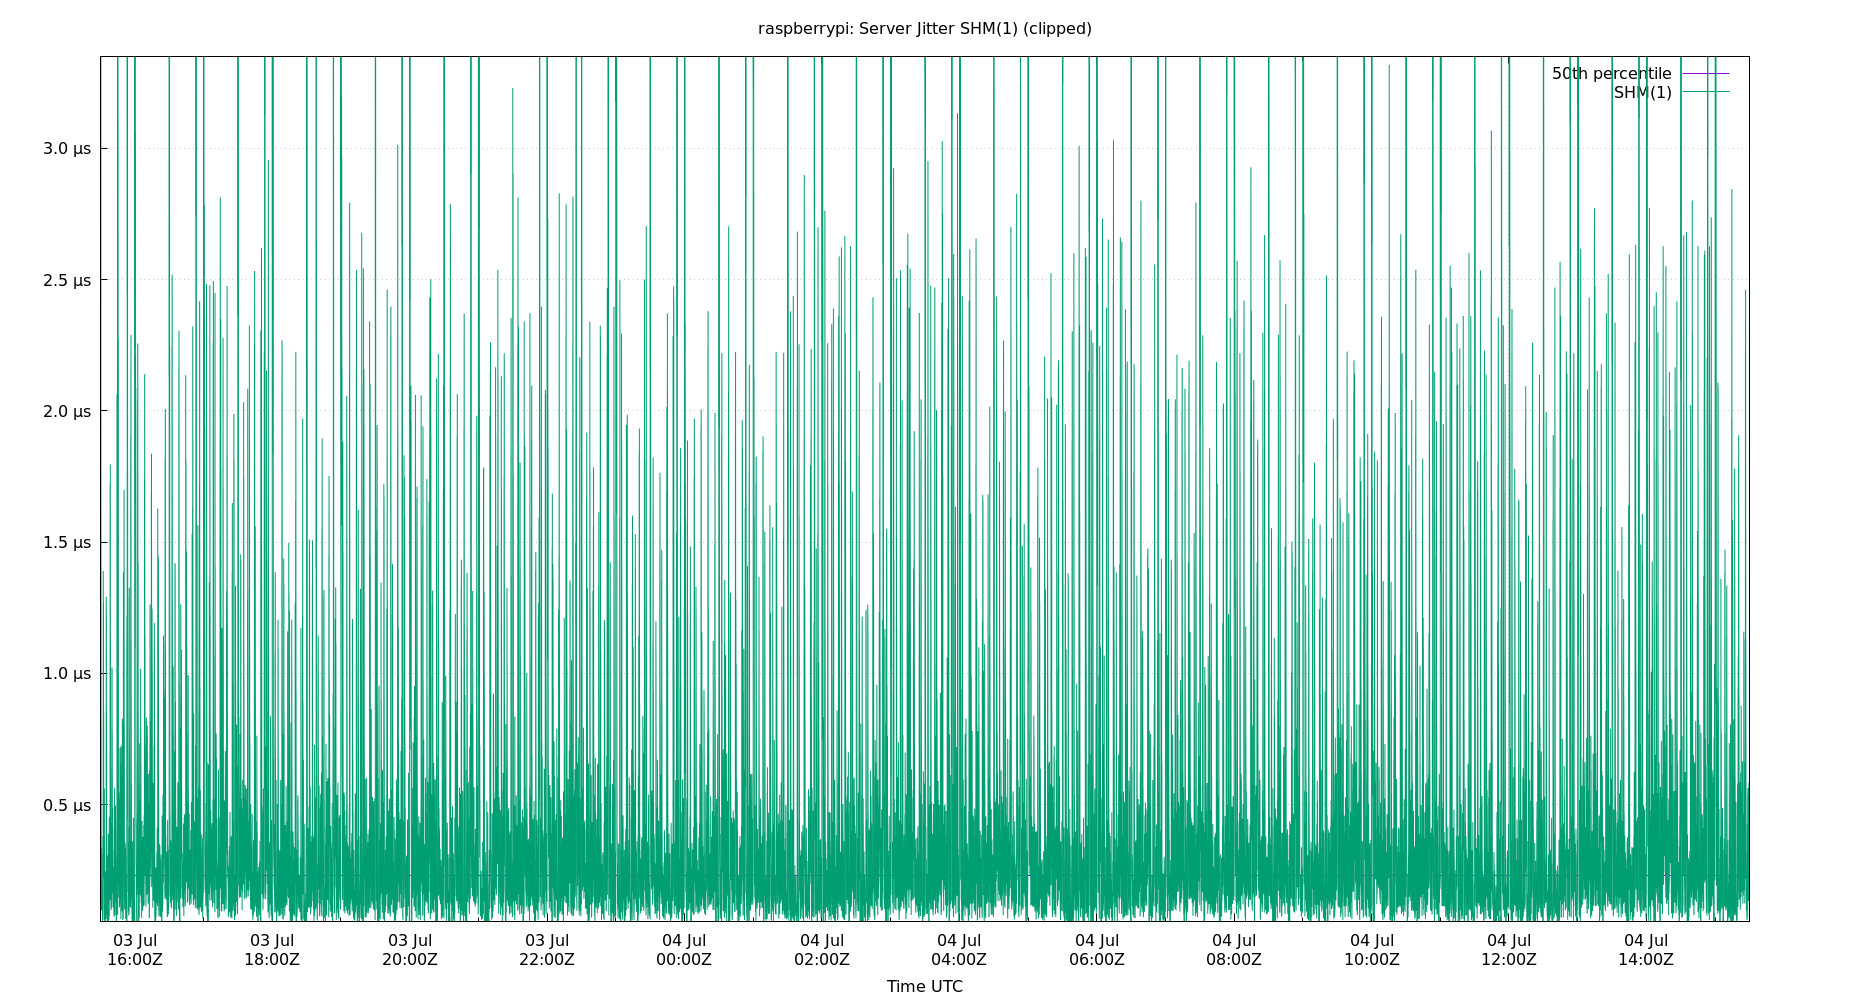 raspberrypi: Server Jitter SHM(1) (clipped)
50th percentile
SHM(1)
3.0 µs
2.5 µs
2.0 µs
1.5 µs
1.0 µs
0.5 µs
03 Jul 03 Jul 03 Jul 03 Jul 04 Jul 04 Jul 04 Jul 04 Jul 04 Jul 04 Jul 04 Jul 04 Jul
16:00Z 18:00Z 20:00Z 22:00Z 00:00Z 02:00Z 04:00Z 06:00Z 08:00Z 10:00Z 12:00Z 14:00Z
Time UTC